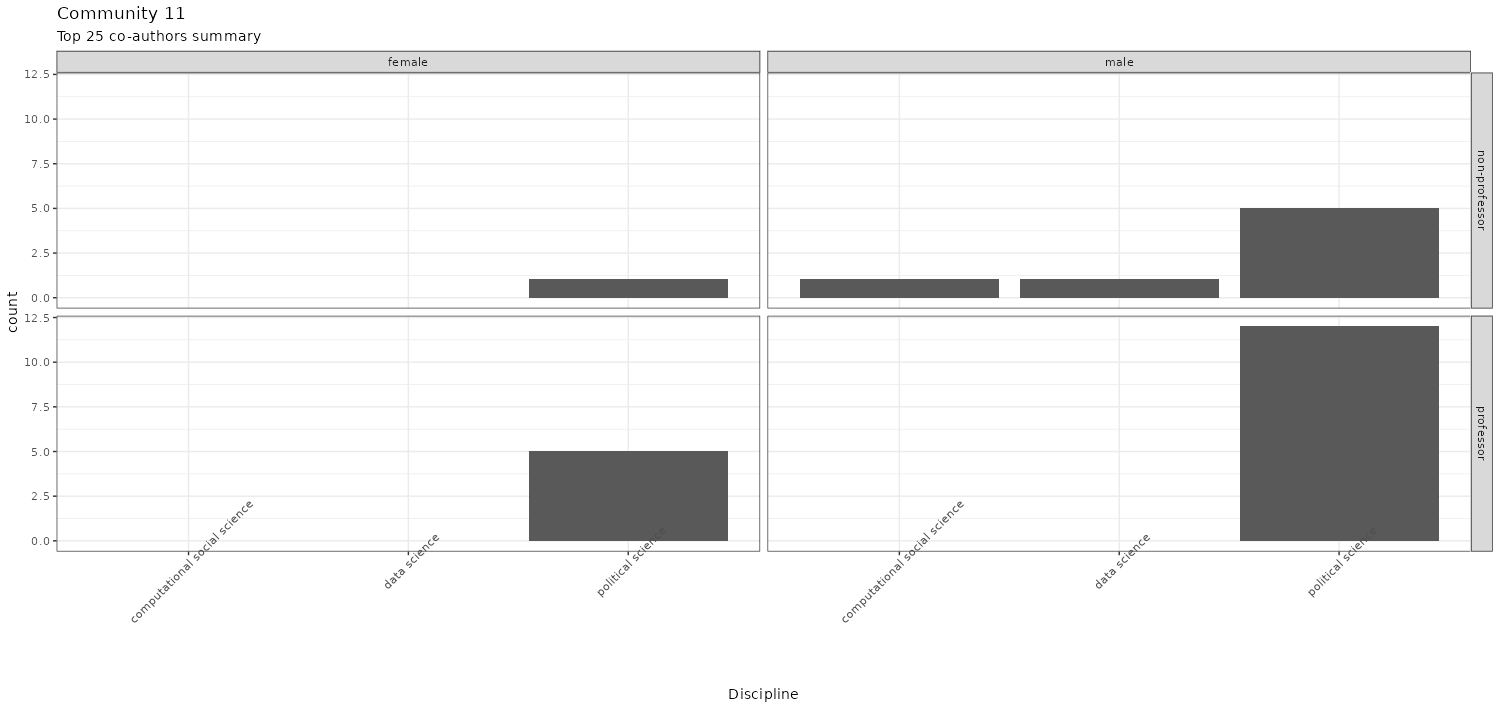 Community 11
Top 25 co-authors summary
female
male
12.5
10.0
7.5
5.0
2.5
0.0
non-professor
count
12.5
10.0
7.5
5.0
2.5
0.0
professor
computational social science
data science
political science
computational social science
data science
political science
Discipline